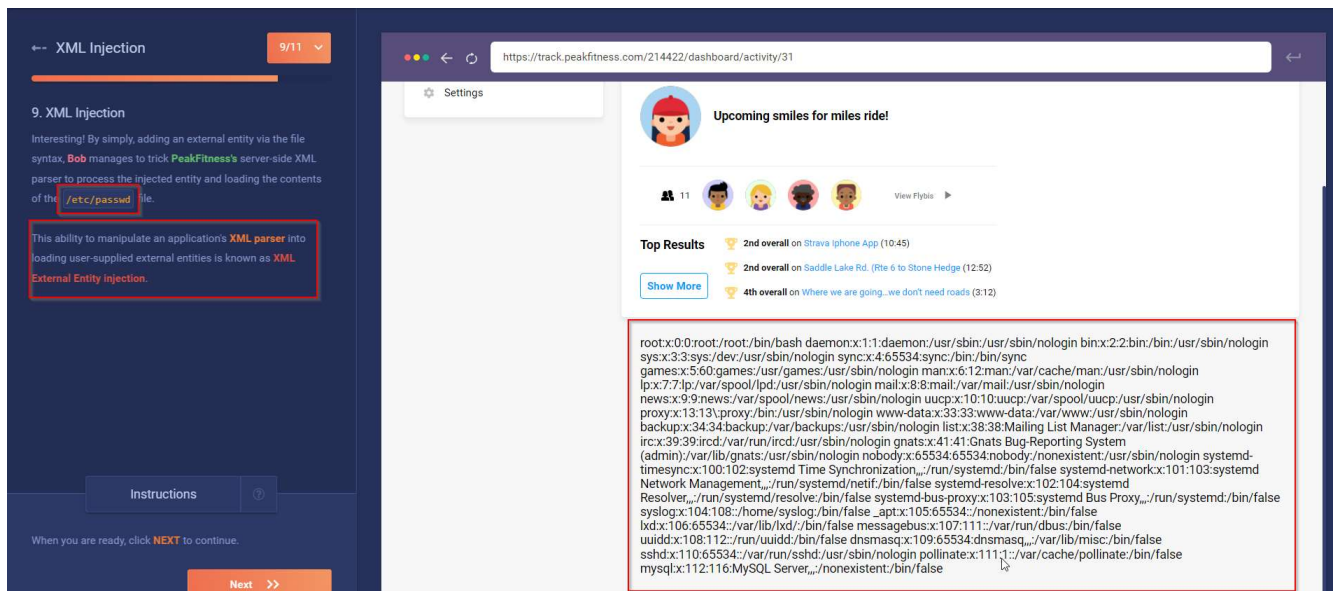 ←- XML Injection
9/11
9. XML Injection
Interesting! By simply, adding an external entity via the file
syntax, Bob manages to trick PeakFitness's server-side XML
parser to process the injected entity and loading the contents
of the /etc/passwd file.
This ability to manipulate an application's XML parser into
loading user-supplied external entities is known as XML
External Entity injection.
Instructions
?
When you are ready, click NEXT to continue.
Next >>
https://track.peakfitness.com/214422/dashboard/activity/31
Settings
Upcoming smiles for miles ride!
11
View Flybis
Top Results
2nd overall on Strava Iphone App (10:45)
2nd overall on Saddle Lake Rd. (Rte 6 to Stone Hedge (12:52)
Show More
4th overall on Where we are going...we don't need roads (3:12)
root:x:0:0:root:/root:/bin/bash daemon:x:1:1:daemon:/usr/sbin:/usr/sbin/nologin bin:x:2:2:bin:/bin:/usr/sbin/nologin
sys:x:3:3:sys:/dev:/usr/sbin/nologin sync:x:4:65534:sync:/bin:/bin/sync
games:x:5:60:games:/usr/games:/usr/sbin/nologin man:x:6:12:man:/var/cache/man:/usr/sbin/nologin
lp:x:7:7:lp:/var/spool/lpd:/usr/sbin/nologin mail:x:8:8:mail:/var/mail:/usr/sbin/nologin
news:x:9:9:news:/var/spool/news:/usr/sbin/nologin uucp:x:10:10:uucp:/var/spool/uucp:/usr/sbin/nologin
proxy:x:13:13\:proxy:/bin:/usr/sbin/nologin www-data:x:33:33:www-data:/var/www:/usr/sbin/nologin
backup:x:34:34:backup:/var/backups:/usr/sbin/nologin list:x:38:38:Mailing List Manager:/var/list:/usr/sbin/nologin
irc:x:39:39:ircd:/var/run/ircd:/usr/sbin/nologin gnats:x:41:41:Gnats Bug-Reporting System
(admin):/var/lib/gnats:/usr/sbin/nologin nobody:x:65534:65534:nobody:/nonexistent:/usr/sbin/nologin systemd-
timesync:x:100:102:systemd Time Synchronization,,,:/run/systemd:/bin/false systemd-network:x:101:103:systemd
Network Management,,,:/run/systemd/netif:/bin/false systemd-resolve:x:102:104:systemd
Resolver,,,:/run/systemd/resolve:/bin/false systemd-bus-proxy:x:103:105:systemd Bus Proxy,,,:/run/systemd:/bin/false
syslog:x:104:108::/home/syslog:/bin/false _apt:x:105:65534::/nonexistent:/bin/false
lxd:x:106:65534::/var/lib/lxd/:/bin/false messagebus:x:107:111::/var/run/dbus:/bin/false
uuidd:x:108:112::/run/uuidd:/bin/false dnsmasq:x:109:65534:dnsmasq,,,:/var/lib/misc:/bin/false
sshd:x:110:65534::/var/run/sshd:/usr/sbin/nologin pollinate:x:111:1::/var/cache/pollinate:/bin/false
mysql:x:112:116:MySQL Server,,,:/nonexistent:/bin/false